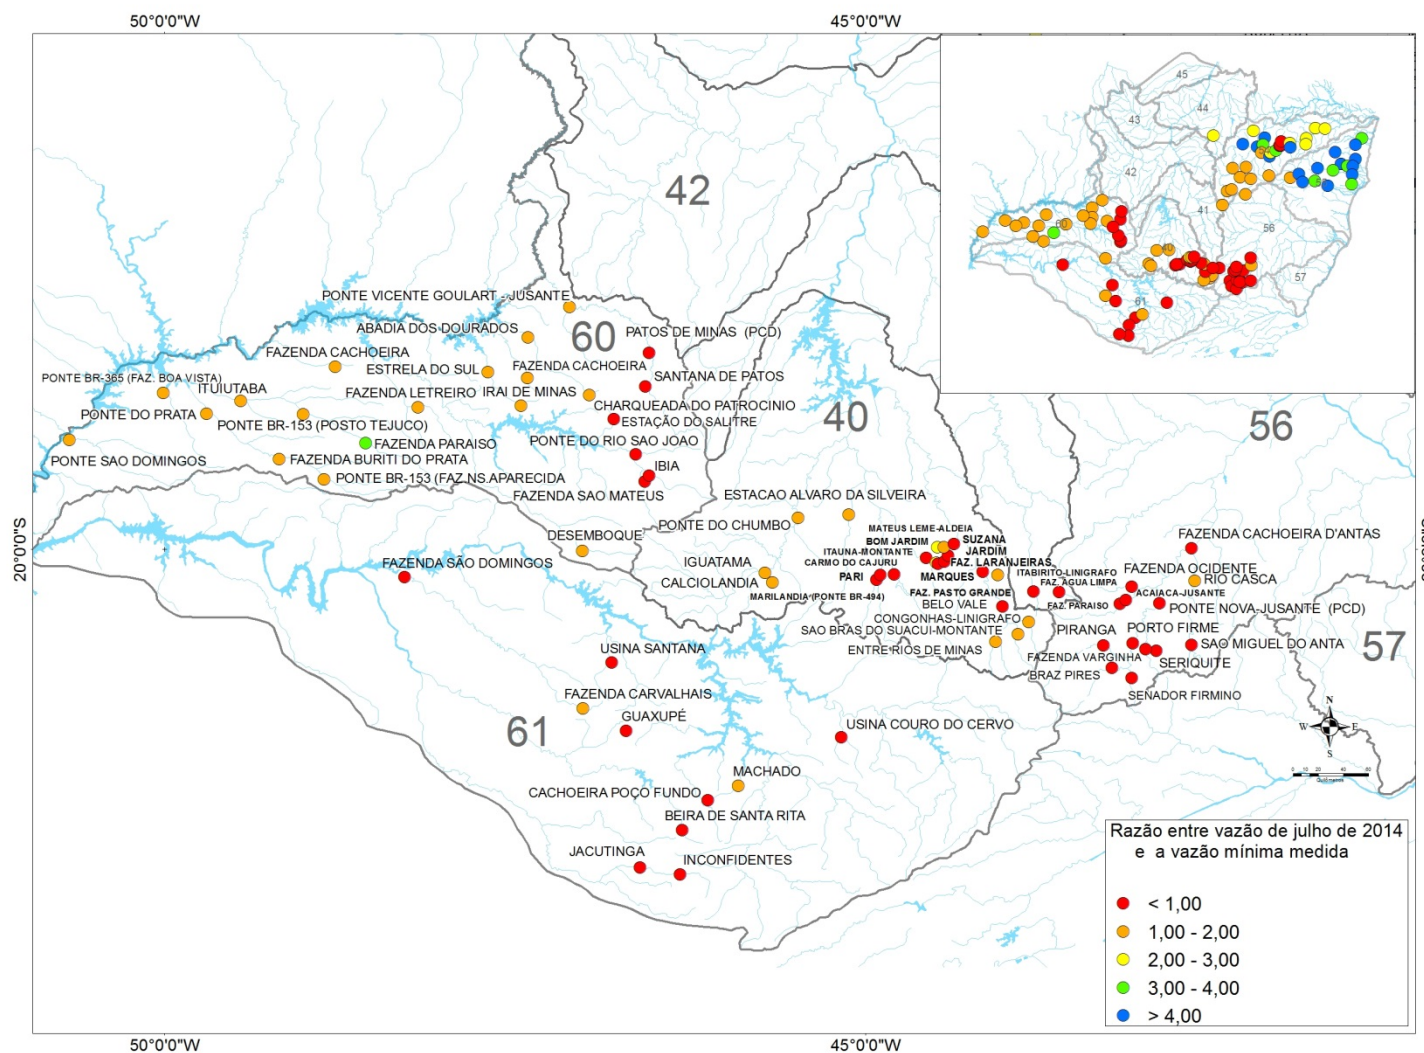 50°0'0"W
45°0'0"W
45
44
43
42
41
56
60
40
57
61
42
PONTE VICENTE GOULART - JUSANTE
60
ABADIA DOS DOURADOS
PATOS DE MINAS (PCD)
FAZENDA CACHOEIRA
ESTRELA DO SUL
FAZENDA CACHOEIRA
SANTANA DE PATOS
PONTE BR-365 (FAZ. BOA VISTA)
ITUIUTABA
FAZENDA LETREIRO
IRAI DE MINAS
CHARQUEADA DO PATROCINIO
40
56
PONTE DO PRATA
PONTE BR-153 (POSTO TEJUCO)
ESTAÇÃO DO SALITRE
FAZENDA PARAISO
PONTE DO RIO SAO JOAO
PONTE SAO DOMINGOS
FAZENDA BURITI DO PRATA
IBIA
PONTE BR-153 (FAZ.NS.APARECIDA
FAZENDA SAO MATEUS
ESTACAO ALVARO DA SILVEIRA
PONTE DO CHUMBO
20°0'0"S
DESEMBOQUE
MATEUS LEME-ALDEIA
BOM JARDIM
SUZANA
FAZENDA CACHOEIRA D'ANTAS
ITAUNA-MONTANTE
JARDIM
FAZENDA SÃO DOMINGOS
IGUATAMA
CARMO DO CAJURU
FAZ. LARANJEIRAS
FAZENDA OCIDENTE
CALCIOLANDIA
PARI
MARQUES
ITABIRITO-LINIGRAFO
FAZ. AGUA LIMPA
RIO CASCA
MARILANDIA (PONTE BR-494)
FAZ. PASTO GRANDE
ACAIACA-JUSANTE
BELO VALE
FAZ. PARAISO
PONTE NOVA-JUSANTE (PCD)
CONGONHAS-LINIGRAFO
SAO BRAS DO SUACUI-MONTANTE
PIRANGA
PORTO FIRME
USINA SANTANA
ENTRE RIOS DE MINAS
SAO MIGUEL DO ANTA
57
FAZENDA VARGINHA
SERIQUITE
BRAZ PIRES
FAZENDA CARVALHAIS
SENADOR FIRMINO
N
61
GUAXUPÉ
USINA COURO DO CERVO
W
E
S
MACHADO
CACHOEIRA POÇO FUNDO
BEIRA DE SANTA RITA
JACUTINGA
INCONFIDENTES
Razão entre vazão de julho de 2014
e a vazão mínima medida
< 1,00
1,00 - 2,00
2,00 - 3,00
3,00 - 4,00
> 4,00
50°0'0"W
45°0'0"W